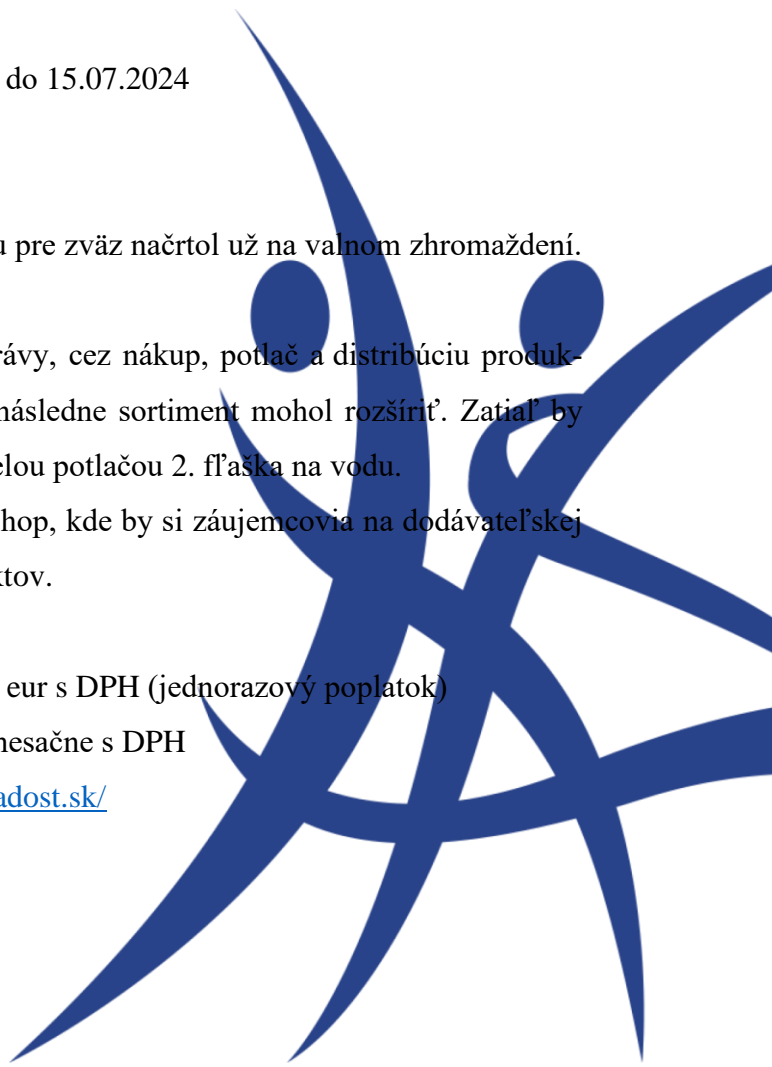 do 15.07.2024
u pre zväz načrtol už na valnom zhromaždení.
rávy, cez nákup, potlač a distribúciu produk-
následne sortiment mohol rozšíriť. Zatiaľ by
elou potlačou 2. fľaška na vodu.
hop, kde by si záujemcovia na dodávateľskej
ktov.
eur s DPH (jednorazový poplatok)
nesačne s DPH
adost.sk/